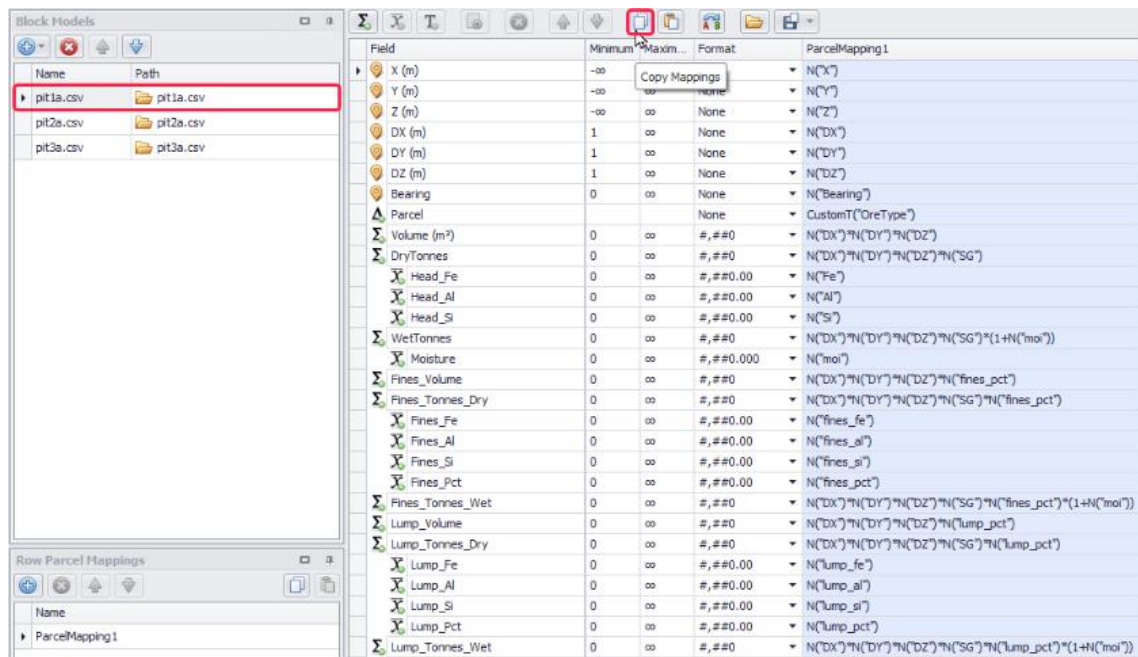 Block Models
Name Path
pit1a.csv pit1a.csv
pit2a.csv pit2a.csv
pit3a.csv pit3a.csv
Row Parcel Mappings
Name
ParcelMapping1
Field Minimum Maxim... Format ParcelMapping1
Copy Mappings
X (m) -∞ N("X")
Y (m) -∞ ∞ None N("Y")
Z (m) -∞ ∞ None N("Z")
DX (m) 1 ∞ None N("DX")
DY (m) 1 ∞ None N("DY")
DZ (m) 1 ∞ None N("DZ")
Bearing 0 ∞ None N("Bearing")
Parcel None CustomT("OreType")
Volume (m³) 0 ∞ #,##0 N("DX")*N("DY")*N("DZ")
DryTonnes 0 ∞ #,##0 N("DX")*N("DY")*N("DZ")*N("SG")
Head_Fe 0 ∞ #,##0.00 N("Fe")
Head_Al 0 ∞ #,##0.00 N("Al")
Head_Si 0 ∞ #,##0.00 N("Si")
WetTonnes 0 ∞ #,##0 N("DX")*N("DY")*N("DZ")*N("SG")*(1+N("moi"))
Moisture 0 ∞ #,##0.000 N("moi")
Fines_Volume 0 ∞ #,##0 N("DX")*N("DY")*N("DZ")*N("fines_pct")
Fines_Tonnes_Dry 0 ∞ #,##0 N("DX")*N("DY")*N("DZ")*N("SG")*N("fines_pct")
Fines_Fe 0 ∞ #,##0.00 N("fines_fe")
Fines_Al 0 ∞ #,##0.00 N("fines_al")
Fines_Si 0 ∞ #,##0.00 N("fines_si")
Fines_Pct 0 ∞ #,##0.00 N("fines_pct")
Fines_Tonnes_Wet 0 ∞ #,##0 N("DX")*N("DY")*N("DZ")*N("SG")*N("fines_pct")*(1+N("moi"))
Lump_Volume 0 ∞ #,##0 N("DX")*N("DY")*N("DZ")*N("lump_pct")
Lump_Tonnes_Dry 0 ∞ #,##0 N("DX")*N("DY")*N("DZ")*N("SG")*N("lump_pct")
Lump_Fe 0 ∞ #,##0.00 N("lump_fe")
Lump_Al 0 ∞ #,##0.00 N("lump_al")
Lump_Si 0 ∞ #,##0.00 N("lump_si")
Lump_Pct 0 ∞ #,##0.00 N("lump_pct")
Lump_Tonnes_Wet 0 ∞ #,##0 N("DX")*N("DY")*N("DZ")*N("SG")*N("lump_pct")*(1+N("moi"))